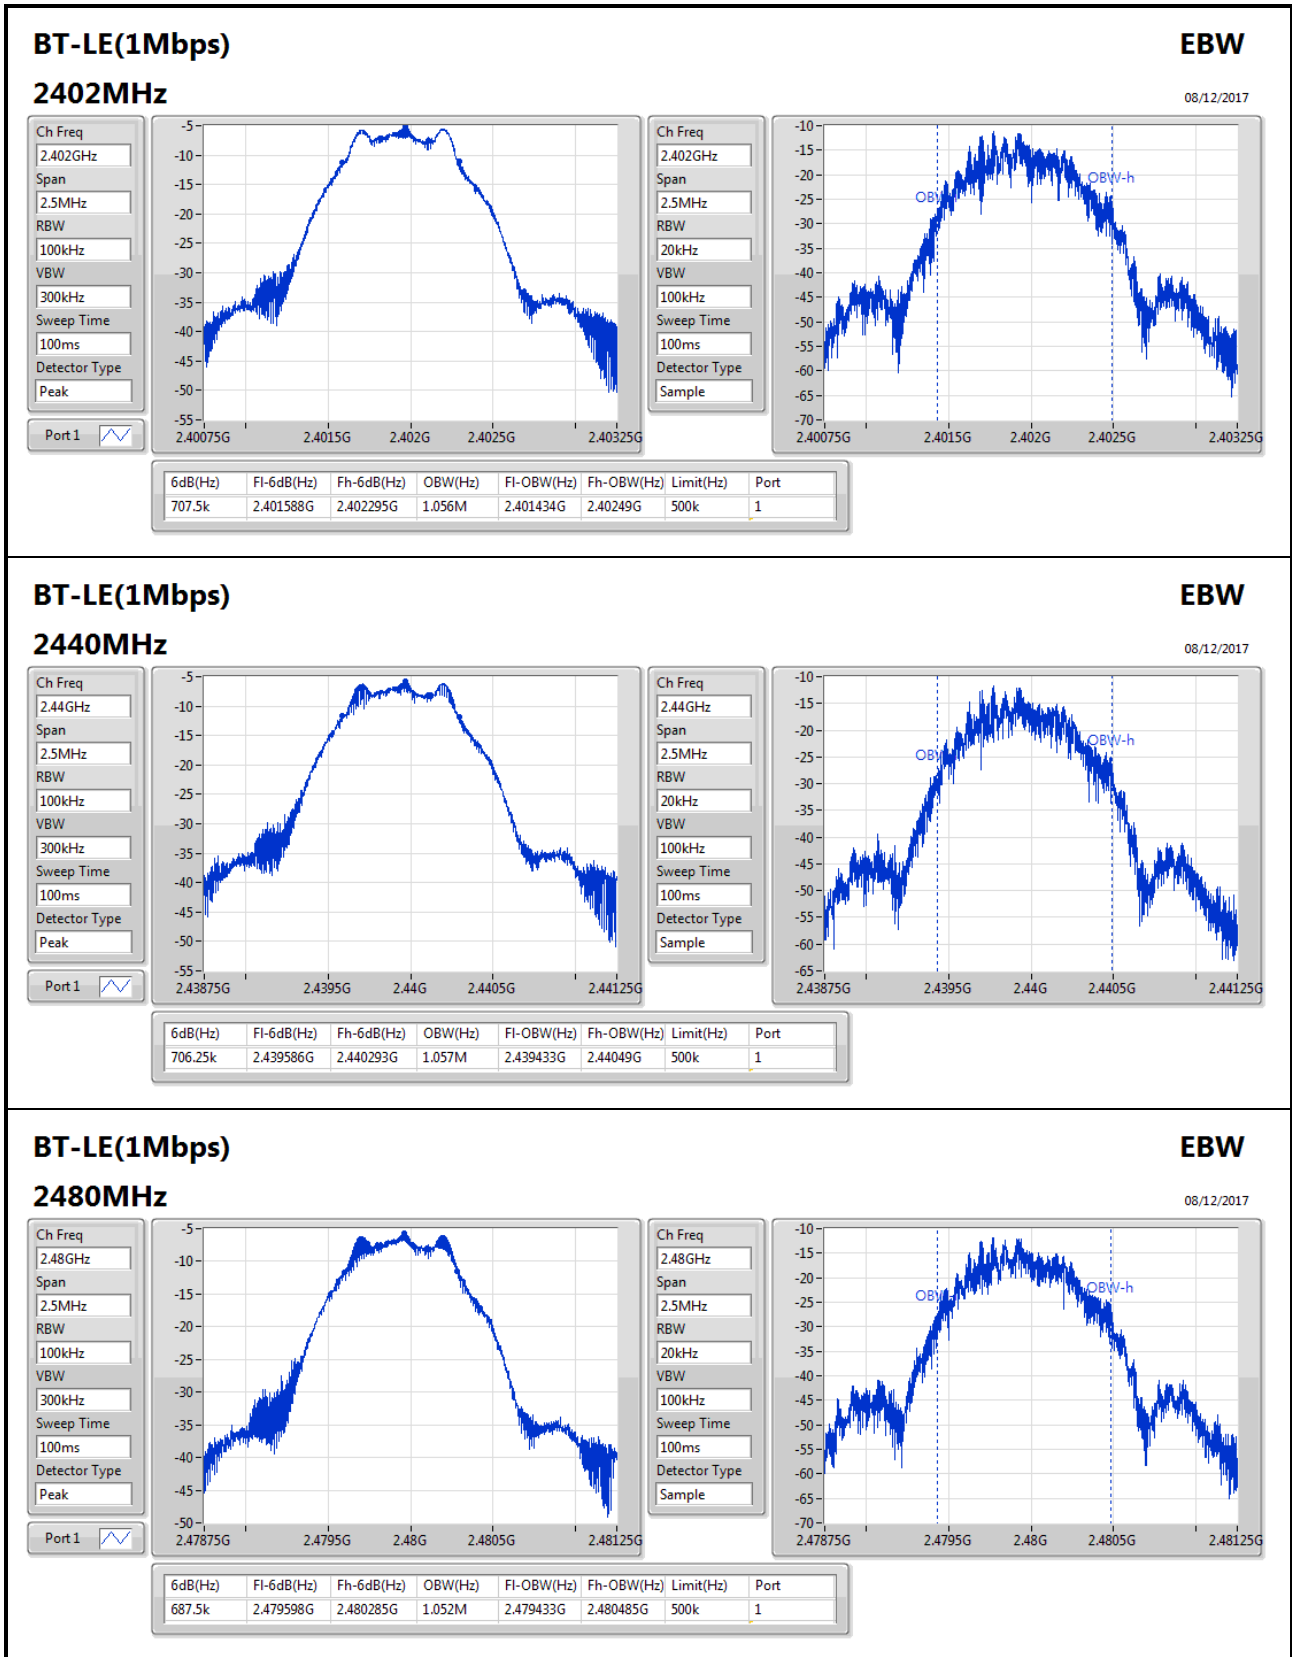 BT-LE(1Mbps) EBW
2402MHz 08/12/2017
Ch Freq
2.402GHz
Span
2.5MHz
RBW
100kHz
VBW
300kHz
Sweep Time
100ms
Detector Type
Peak
Port 1
-5
-10
-15
-20
-25
-30
-35
-40
-45
-50
-55
2.40075G 2.4015G 2.402G 2.4025G 2.40325G
Ch Freq
2.402GHz
Span
2.5MHz
RBW
20kHz
VBW
100kHz
Sweep Time
100ms
Detector Type
Sample
-10
-15
-20
-25
-30
-35
-40
-45
-50
-55
-60
-65
-70
OBW-h
2.40075G 2.4015G 2.402G 2.4025G 2.40325G
6dB(Hz) Fl-6dB(Hz) Fh-6dB(Hz) OBW(Hz) Fl-OBW(Hz) Fh-OBW(Hz) Limit(Hz) Port
707.5k 2.401588G 2.402295G 1.056M 2.401434G 2.40249G 500k 1
BT-LE(1Mbps) EBW
2440MHz 08/12/2017
Ch Freq
2.44GHz
Span
2.5MHz
RBW
100kHz
VBW
300kHz
Sweep Time
100ms
Detector Type
Peak
Port 1
-5
-10
-15
-20
-25
-30
-35
-40
-45
-50
-55
2.43875G 2.4395G 2.44G 2.4405G 2.44125G
Ch Freq
2.44GHz
Span
2.5MHz
RBW
20kHz
VBW
100kHz
Sweep Time
100ms
Detector Type
Sample
-10
-15
-20
-25
-30
-35
-40
-45
-50
-55
-60
-65
OBW-h
2.43875G 2.4395G 2.44G 2.4405G 2.44125G
6dB(Hz) Fl-6dB(Hz) Fh-6dB(Hz) OBW(Hz) Fl-OBW(Hz) Fh-OBW(Hz) Limit(Hz) Port
706.25k 2.439586G 2.440293G 1.057M 2.439433G 2.44049G 500k 1
BT-LE(1Mbps) EBW
2480MHz 08/12/2017
Ch Freq
2.48GHz
Span
2.5MHz
RBW
100kHz
VBW
300kHz
Sweep Time
100ms
Detector Type
Peak
Port 1
-5
-10
-15
-20
-25
-30
-35
-40
-45
-50
2.47875G 2.4795G 2.48G 2.4805G 2.48125G
Ch Freq
2.48GHz
Span
2.5MHz
RBW
20kHz
VBW
100kHz
Sweep Time
100ms
Detector Type
Sample
-10
-15
-20
-25
-30
-35
-40
-45
-50
-55
-60
-65
-70
OBW-h
2.47875G 2.4795G 2.48G 2.4805G 2.48125G
6dB(Hz) Fl-6dB(Hz) Fh-6dB(Hz) OBW(Hz) Fl-OBW(Hz) Fh-OBW(Hz) Limit(Hz) Port
687.5k 2.479598G 2.480285G 1.052M 2.479433G 2.480485G 500k 1